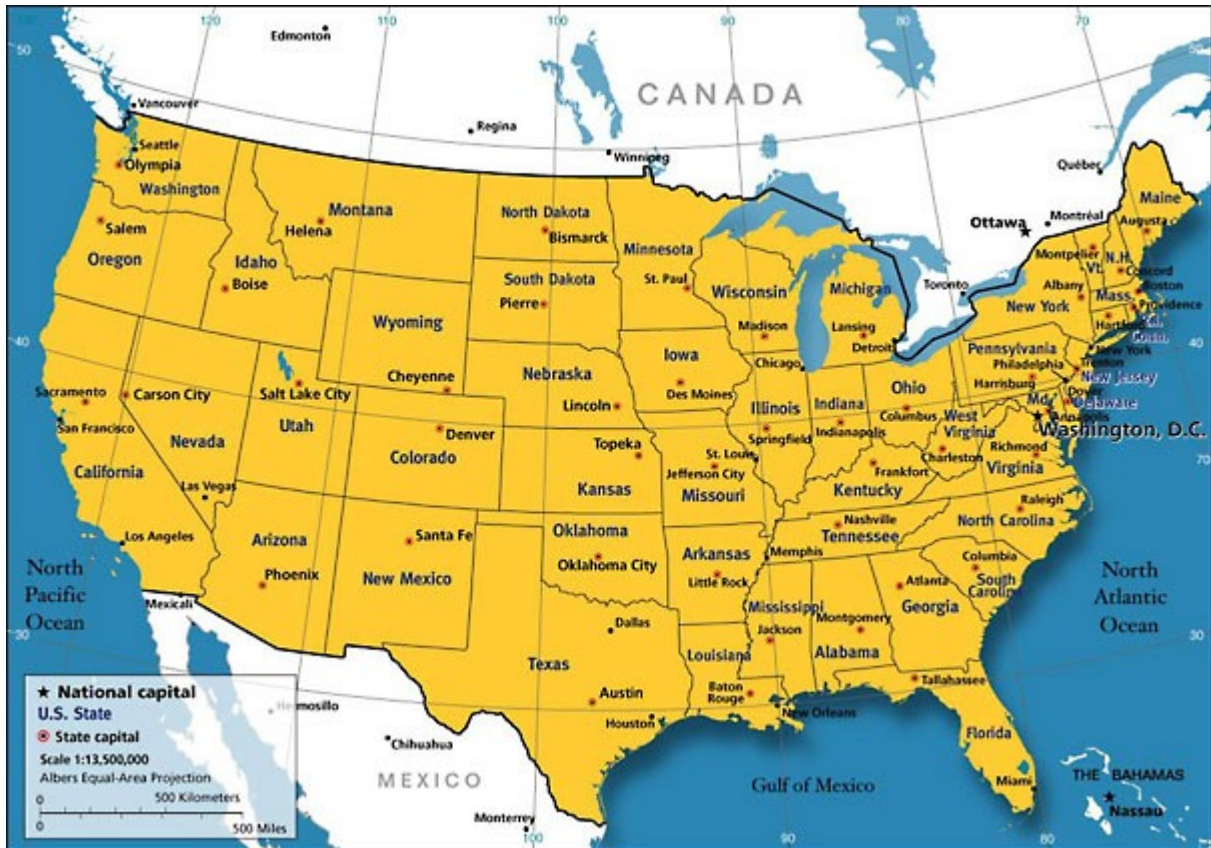 120
100
90
80
70
50
50
Edmonton
CANADA
Vancouver
Regina
Winnipeg
Québec
Seattle
Olympia
Washington
Ottawa
Montréal
Maine
Augusta
Montana
Helena
North Dakota
Bismarck
Minnesota
St. Paul
Salem
Oregon
Idaho
Boise
South Dakota
Pierre
Wisconsin
Madison
Michigan
Lansing
Detroit
Toronto
Montpelier
Vt.
N.H.
Concord
Albany
New York
Boston
Mass.
Providence
Hartford
R.I.
Conn.
Wyoming
Cheyenne
40
40
Iowa
Des Moines
Chicago
Pennsylvania
New York
Philadelphia
Trenton
Harrisburg
New Jersey
Nebraska
Lincoln
Ohio
Columbus
Dover
Md.
Delaware
Annapolis
Washington, D.C.
Sacramento
Carson City
Salt Lake City
San Francisco
Nevada
Utah
Denver
Colorado
Topeka
Kansas
Illinois
Springfield
Indiana
Indianapolis
West
Virginia
Charleston
Richmond
Virginia
70
California
Las Vegas
St. Louis
Jefferson City
Missouri
Frankfort
Kentucky
Raleigh
North Carolina
Los Angeles
Arizona
Phoenix
Santa Fe
New Mexico
Oklahoma
Oklahoma City
Arkansas
Little Rock
Nashville
Tennessee
Memphis
Columbia
South
Carolina
North
Pacific
Ocean
North
Atlantic
Ocean
Mexicali
Mississippi
Jackson
Montgomery
Alabama
Atlanta
Georgia
30
30
Dallas
Texas
Austin
Houston
Louisiana
Baton
Rouge
New Orleans
Tallahassee
Florida
Miami
Hermosillo
Chihuahua
MEXICO
Monterrey
Gulf of Mexico
THE BAHAMAS
Nassau
100
90
80
National capital
U.S. State
State capital
Scale 1:13,500,000
Albers Equal-Area Projection
0
500 Kilometers
0
500 Miles